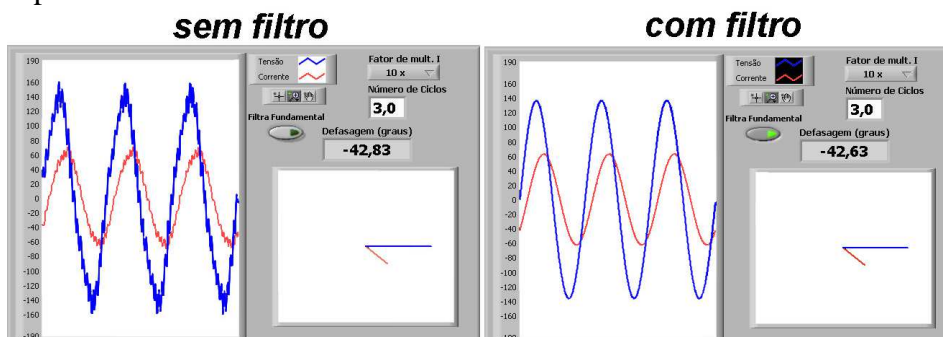 sem filtro
190
160
140
120
100
80
60
40
20
0
-20
-40
-60
-80
-100
-120
-140
-160
-190
Tensão
Corrente
Fator de mult. I
10 x
Número de Ciclos
3,0
Filtra Fundamental
Defasagem (graus)
-42,83
com filtro
190
160
140
120
100
80
60
40
20
0
-20
-40
-60
-80
-100
-120
-140
-160
-190
Tensão
Corrente
Fator de mult. I
10 x
Número de Ciclos
3,0
Filtra Fundamental
Defasagem (graus)
-42,63